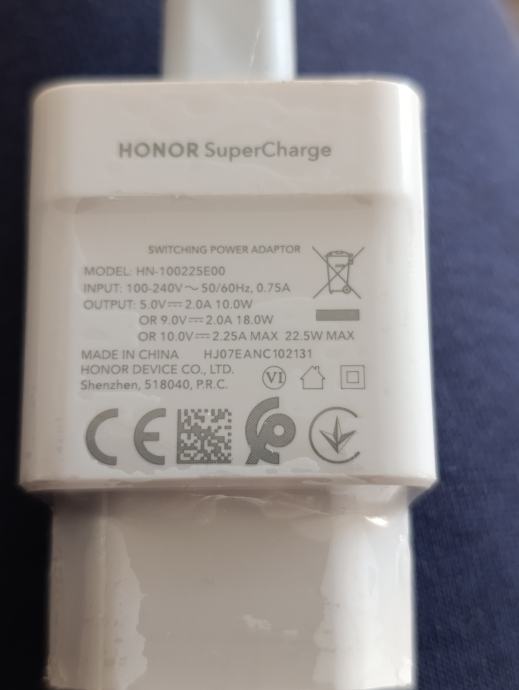 HONOR SuperCharge
SWITCHING POWER ADAPTOR
MODEL: HN-100225E00
INPUT: 100-240V~50/60Hz, 0.75A
OUTPUT: 5.0V⎓2.0A 10.0W
OR 9.0V⎓2.0A 18.0W
OR 10.0V⎓2.25A MAX 22.5W MAX
MADE IN CHINA HJ07EANC102131
HONOR DEVICE CO., LTD.
Shenzhen, 518040, P.R.C.
VI
CE